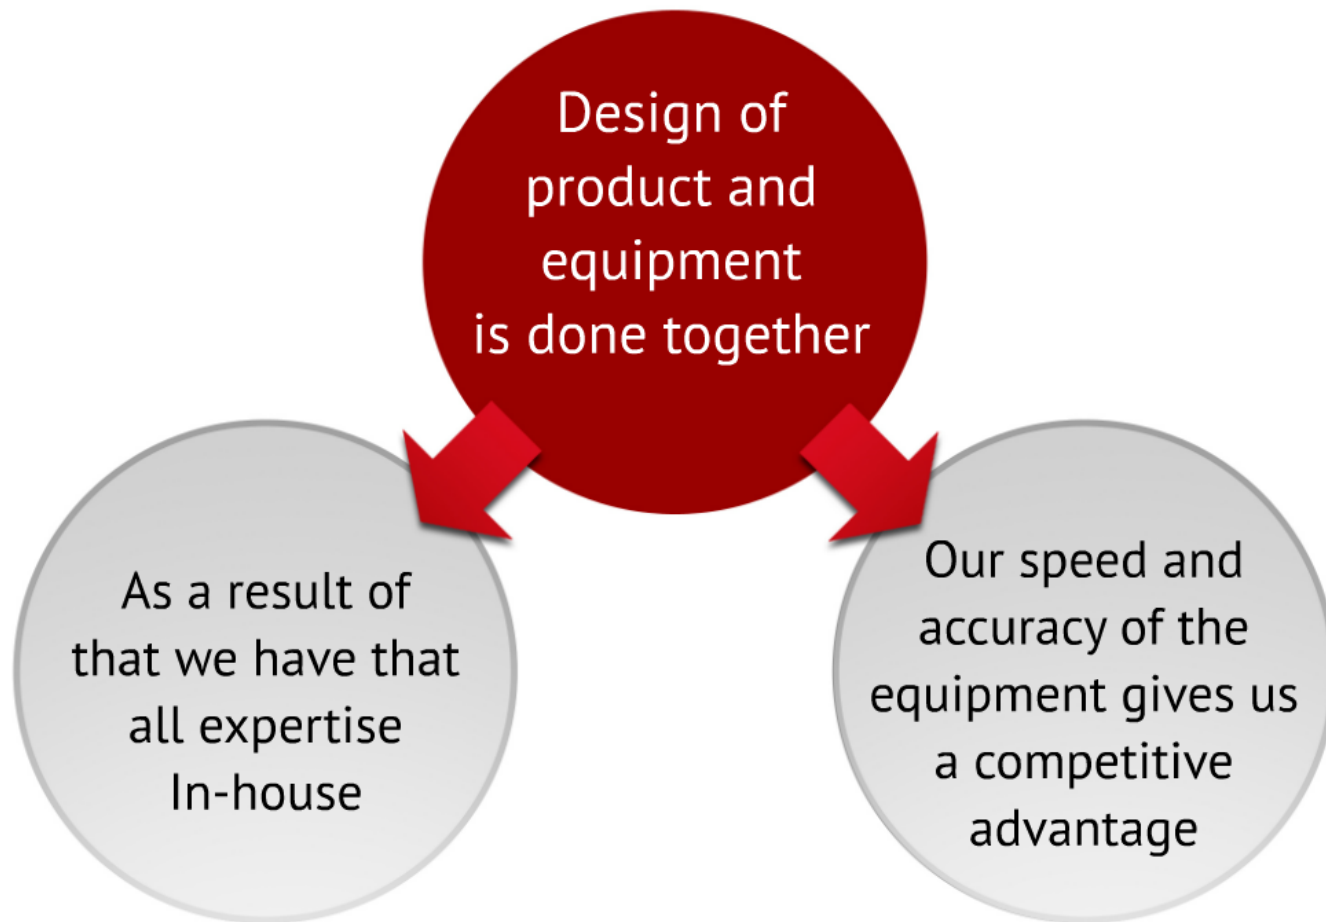 Design of
product and
equipment
is done together
As a result of
that we have that
all expertise
In-house
Our speed and
accuracy of the
equipment gives us
a competitive
advantage